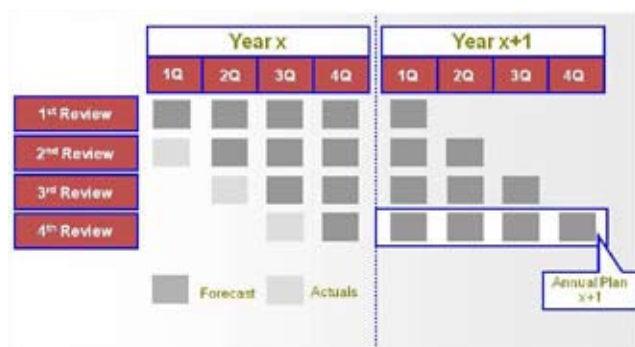 Year x
Year x+1
1Q 2Q 3Q 4Q 1Q 2Q 3Q 4Q
1st Review
2nd Review
3rd Review
4th Review
Forecast Actuals
Annual Plan
x+1